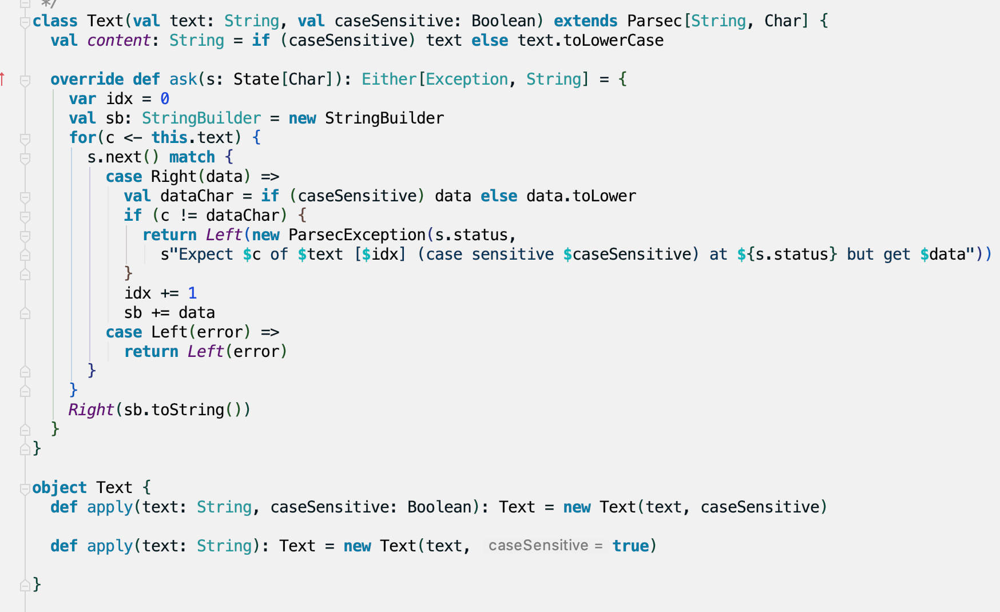 */
class Text(val text: String, val caseSensitive: Boolean) extends Parsec[String, Char] {
  val content: String = if (caseSensitive) text else text.toLowerCase

  override def ask(s: State[Char]): Either[Exception, String] = {
    var idx = 0
    val sb: StringBuilder = new StringBuilder
    for(c <- this.text) {
      s.next() match {
        case Right(data) =>
          val dataChar = if (caseSensitive) data else data.toLower
          if (c != dataChar) {
            return Left(new ParsecException(s.status,
              s"Expect $c of $text [$idx] (case sensitive $caseSensitive) at ${s.status} but get $data"))
          }
          idx += 1
          sb += data
        case Left(error) =>
          return Left(error)
      }
    }
    Right(sb.toString())
  }
}

object Text {
  def apply(text: String, caseSensitive: Boolean): Text = new Text(text, caseSensitive)

  def apply(text: String): Text = new Text(text, caseSensitive = true)

}